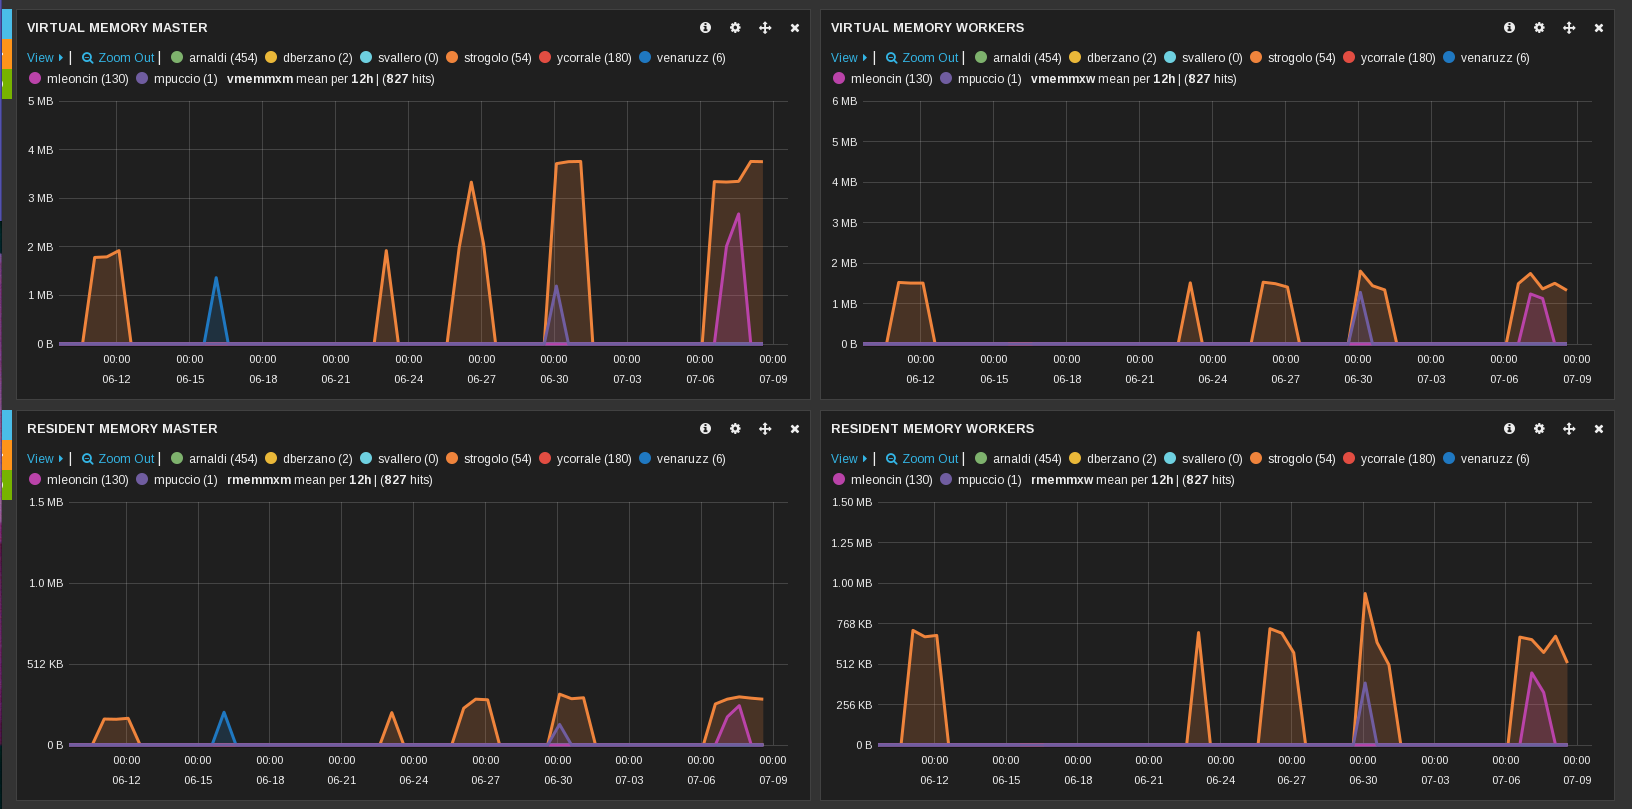 VIRTUAL MEMORY MASTER
View | Zoom Out | arnaldi (454) dberzano (2) svallero (0) strogolo (54) ycorrale (180) venaruzz (6)
mleoncin (130) mpuccio (1) vmemmxm mean per 12h | (827 hits)
5 MB
4 MB
3 MB
2 MB
1 MB
0 B
00:00 00:00 00:00 00:00 00:00 00:00 00:00 00:00 00:00 00:00
06-12 06-15 06-18 06-21 06-24 06-27 06-30 07-03 07-06 07-09
VIRTUAL MEMORY WORKERS
View | Zoom Out | arnaldi (454) dberzano (2) svallero (0) strogolo (54) ycorrale (180) venaruzz (6)
mleoncin (130) mpuccio (1) vmemmxw mean per 12h | (827 hits)
6 MB
5 MB
4 MB
3 MB
2 MB
1 MB
0 B
00:00 00:00 00:00 00:00 00:00 00:00 00:00 00:00 00:00 00:00
06-12 06-15 06-18 06-21 06-24 06-27 06-30 07-03 07-06 07-09
RESIDENT MEMORY MASTER
View | Zoom Out | arnaldi (454) dberzano (2) svallero (0) strogolo (54) ycorrale (180) venaruzz (6)
mleoncin (130) mpuccio (1) rmemmxm mean per 12h | (827 hits)
1.5 MB
1.0 MB
512 KB
0 B
00:00 00:00 00:00 00:00 00:00 00:00 00:00 00:00 00:00 00:00
06-12 06-15 06-18 06-21 06-24 06-27 06-30 07-03 07-06 07-09
RESIDENT MEMORY WORKERS
View | Zoom Out | arnaldi (454) dberzano (2) svallero (0) strogolo (54) ycorrale (180) venaruzz (6)
mleoncin (130) mpuccio (1) rmemmxw mean per 12h | (827 hits)
1.50 MB
1.25 MB
1.00 MB
768 KB
512 KB
256 KB
0 B
00:00 00:00 00:00 00:00 00:00 00:00 00:00 00:00 00:00 00:00
06-12 06-15 06-18 06-21 06-24 06-27 06-30 07-03 07-06 07-09